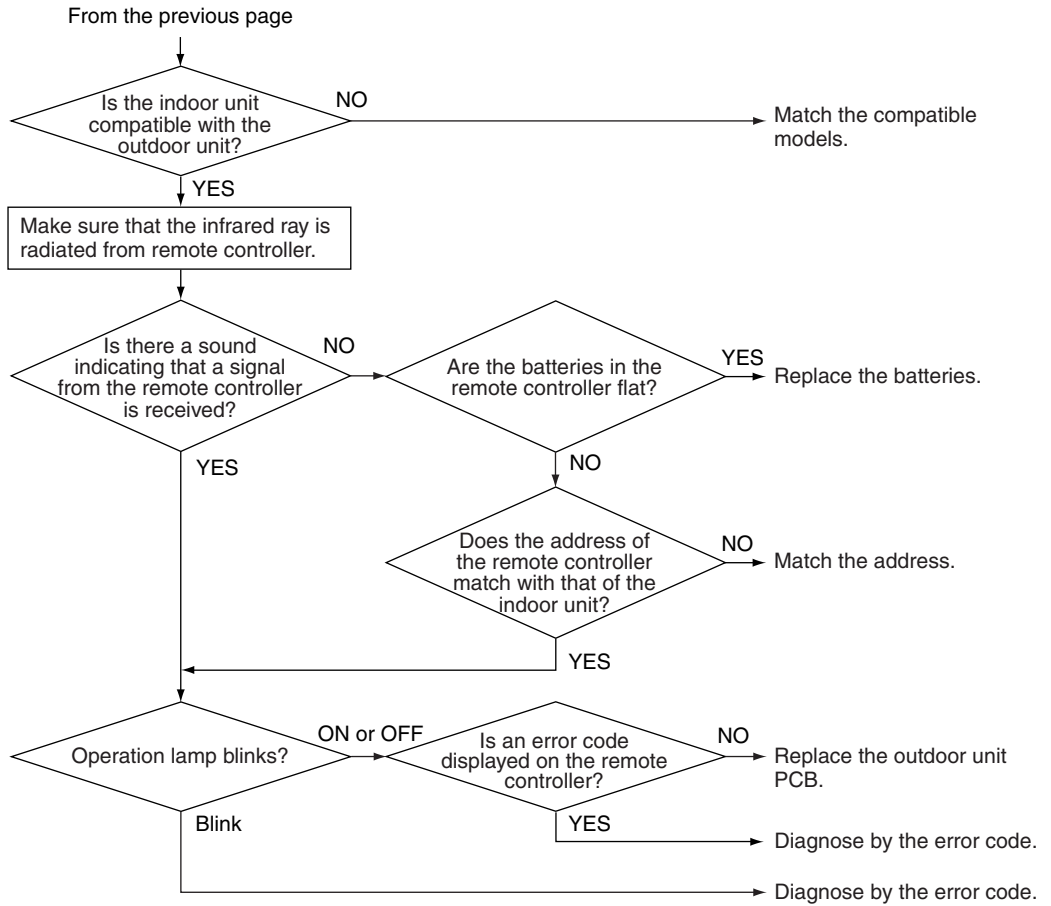 From the previous page
Is the indoor unit
compatible with the
outdoor unit?
NO
Match the compatible
models.
YES
Make sure that the infrared ray is
radiated from remote controller.
Is there a sound
indicating that a signal
from the remote controller
is received?
NO
Are the batteries in the
remote controller flat?
YES
Replace the batteries.
YES
NO
Does the address of
the remote controller
match with that of the
indoor unit?
NO
Match the address.
YES
Operation lamp blinks?
ON or OFF
Is an error code
displayed on the remote
controller?
NO
Replace the outdoor unit
PCB.
Blink
YES
Diagnose by the error code.
Diagnose by the error code.